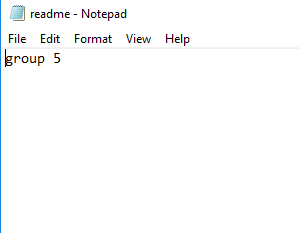 readme - Notepad
File Edit Format View Help
group 5